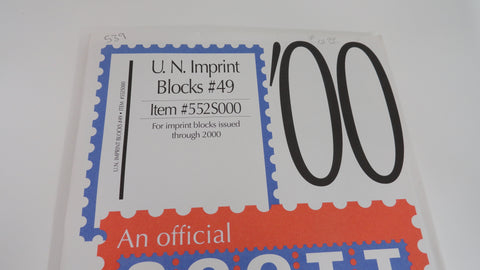 539
U. N. Imprint
Blocks #49
Item #552S000
For imprint blocks issued
through 2000
'00
U.N. IMPRINT BLOCKS #49 • ITEM #552S000
An official
SCOTT